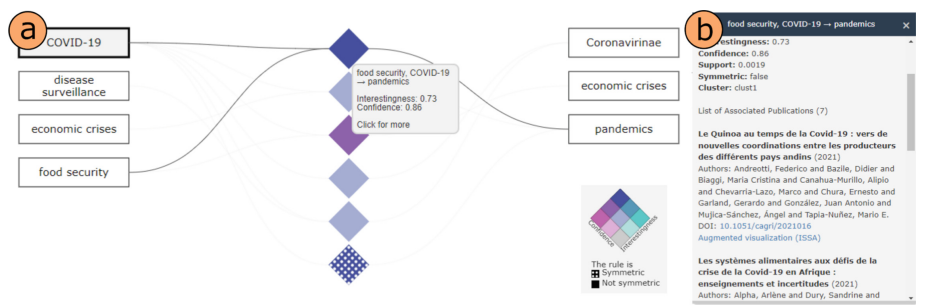 a
COVID-19
disease
surveillance
economic crises
food security
food security, COVID-19
→ pandemics
Interestingness: 0.73
Confidence: 0.86
Click for more
Coronavirinae
economic crises
pandemics
Confidence
Interestingness
The rule is
Symmetric
Not symmetric
b
food security, COVID-19 → pandemics ×
Confidence: 0.86
Support: 0.0019
Symmetric: false
Cluster: clust1
List of Associated Publications (7)
Le Quinoa au temps de la Covid-19 : vers de
nouvelles coordinations entre les producteurs
des différents pays andins (2021)
Authors: Andreotti, Federico and Bazile, Didier and
Biaggi, Maria Cristina and Canahua-Murillo, Alipio
and Chevarria-Lazo, Marco and Chura, Ernesto and
Garland, Gerardo and González, Juan Antonio and
Mujica-Sánchez, Ángel and Tapia-Nuñez, Mario E.
DOI: 10.1051/cagri/2021016
Augmented visualization (ISSA)
Les systèmes alimentaires aux défis de la
crise de la Covid-19 en Afrique :
enseignements et incertitudes (2021)
Authors: Alpha, Arlène and Dury, Sandrine and